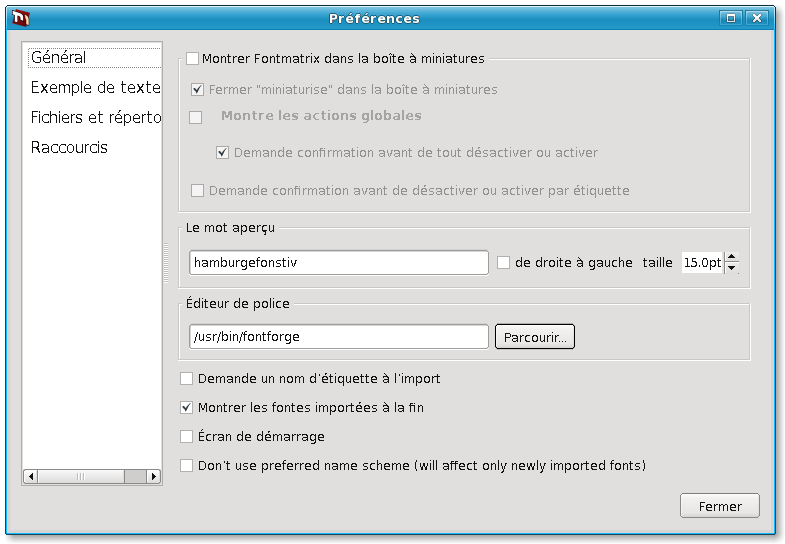 Préférences
Général
Exemple de texte
Fichiers et réperto
Raccourcis
Montrer Fontmatrix dans la boîte à miniatures
Fermer "miniaturise" dans la boîte à miniatures
Montre les actions globales
Demande confirmation avant de tout désactiver ou activer
Demande confirmation avant de désactiver ou activer par étiquette
Le mot aperçu
hamburgefonstiv de droite à gauche taille 15.0pt
Éditeur de police
/usr/bin/fontforge Parcourir...
Demande un nom d'étiquette à l'import
Montrer les fontes importées à la fin
Écran de démarrage
Don't use preferred name scheme (will affect only newly imported fonts)
Fermer